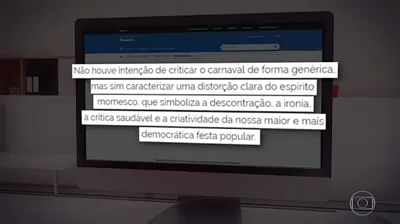 Não houve intenção de criticar o carnaval de forma genérica,
mas sim caracterizar uma distorção clara do espírito
momesco, que simboliza a descontração, a ironia,
a crítica saudável e a criatividade da nossa maior e mais
democrática festa popular.